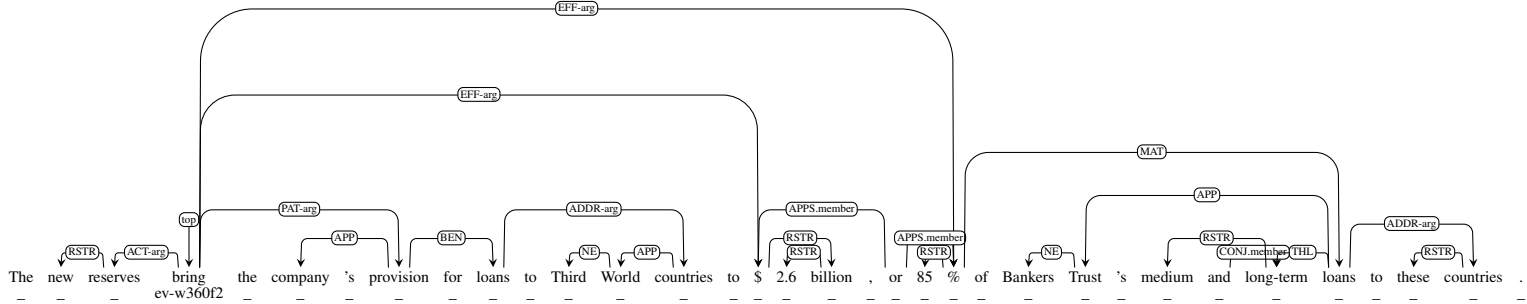 EFF-arg
EFF-arg
MAT
APP
top PAT-arg ADDR-arg APPS.member
ADDR-arg
APP BEN RSTR APPS.member NE RSTR
RSTR ACT-arg NE APP RSTR RSTR CONJ.member THL RSTR
The new reserves bring the company 's provision for loans to Third World countries to $ 2.6 billion , or 85 % of Bankers Trust 's medium and long-term loans to these countries .
_ _ _ ev-w360f2 _ _ _ _ _ _ _ _ _ _ _ _ _ _ _ _ _ _ _ _ _ _ _ _ _ _ _ _ _ _ _